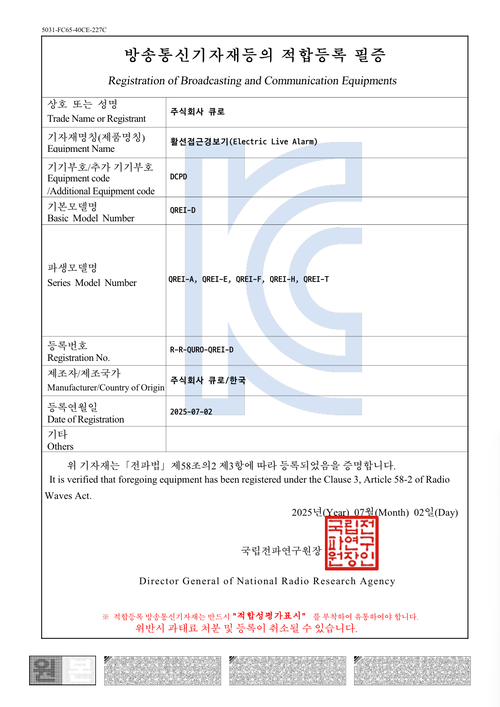 5031-FC65-40CE-227C
방송통신기자재등의 적합등록 필증
Registration of Broadcasting and Communication Equipments
상호 또는 성명
Trade Name or Registrant
주식회사 큐로
기자재명칭(제품명칭)
Equipment Name
활선접근경보기(Electric Live Alarm)
기기부호/추가 기기부호
Equipment code
/Additional Equipment code
DCPD
기본모델명
Basic Model Number
QREI-D
파생모델명
Series Model Number
QREI-A, QREI-E, QREI-F, QREI-H, QREI-T
등록번호
Registration No.
R-R-QURO-QREI-D
제조자/제조국가
Manufacturer/Country of Origin
주식회사 큐로/한국
등록연월일
Date of Registration
2025-07-02
기타
Others
위 기자재는「전파법」제58조의2 제3항에 따라 등록되었음을 증명합니다.
It is verified that foregoing equipment has been registered under the Clause 3, Article 58-2 of Radio
Waves Act.
2025년(Year) 07월(Month) 02일(Day)
국립전파연구원장
국립전
파연구
원장인
Director General of National Radio Research Agency
※ 적합등록 방송통신기자재는 반드시 "적합성평가표시" 를 부착하여 유통하여야 합니다.
위반시 과태료 처분 및 등록이 취소될 수 있습니다.
원본